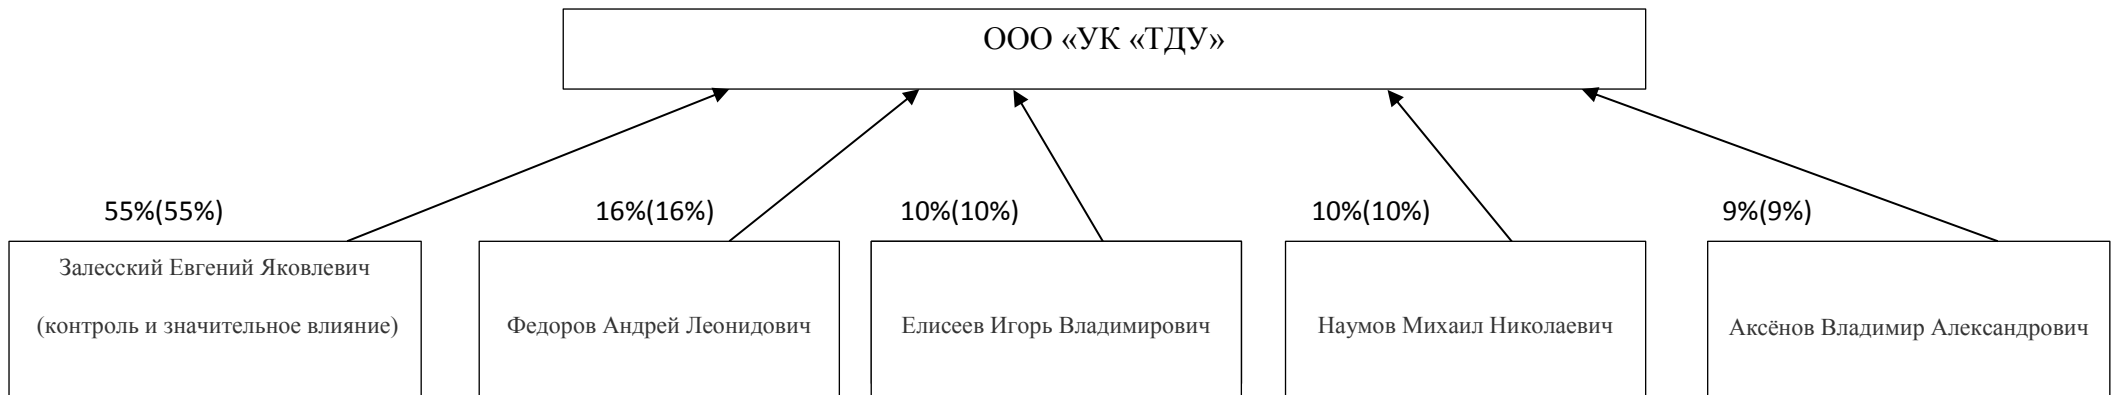 ООО «УК «ТДУ»
55%(55%)
16%(16%)
10%(10%)
10%(10%)
9%(9%)
Залесский Евгений Яковлевич
(контроль и значительное влияние)
Федоров Андрей Леонидович
Елисеев Игорь Владимирович
Наумов Михаил Николаевич
Аксёнов Владимир Александрович